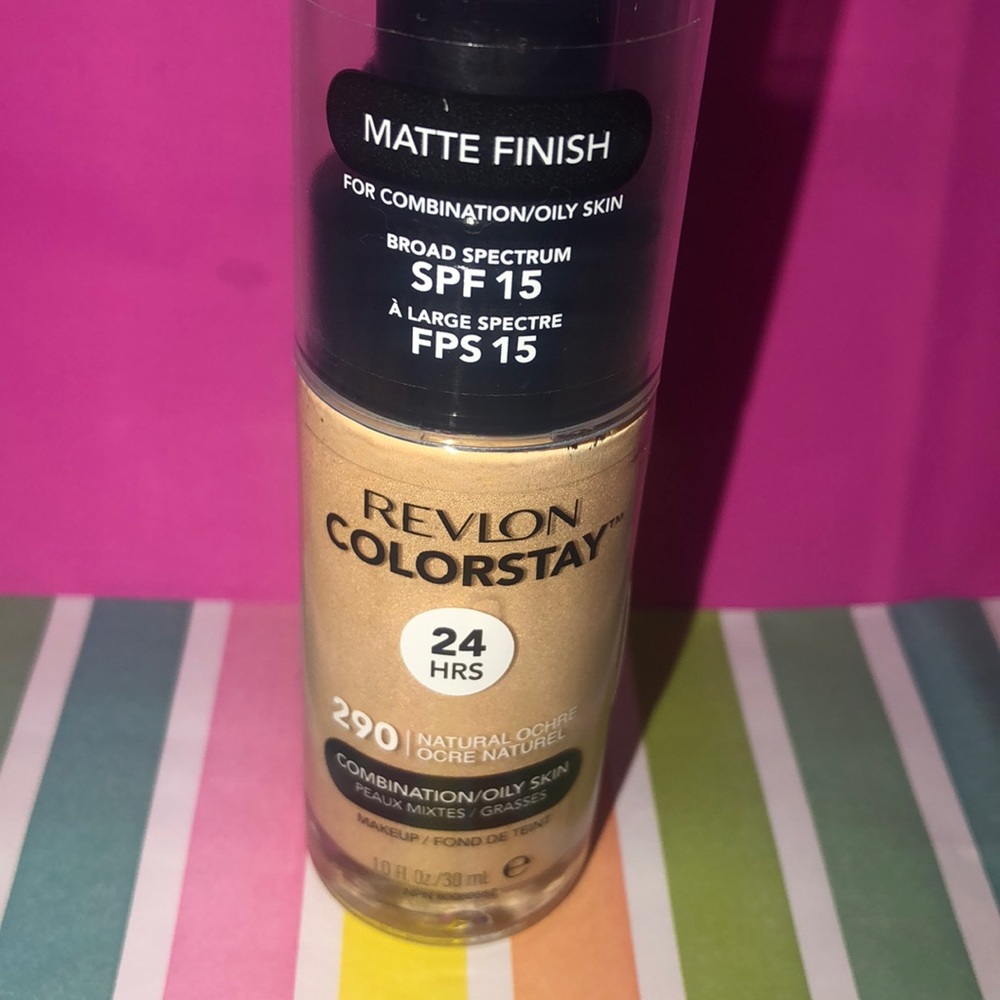 MATTE FINISH
FOR COMBINATION/OILY SKIN
BROAD SPECTRUM
SPF 15
À LARGE SPECTRE
FPS 15
REVLON
COLORSTAY™
24
HRS
290 | NATURAL OCHRE
OCRE NATUREL
COMBINATION/OILY SKIN
PEAUX MIXTES / GRASSES
MAKEUP / FOND DE TEINT
1.0 Fl. Oz./30 mL e
NPN